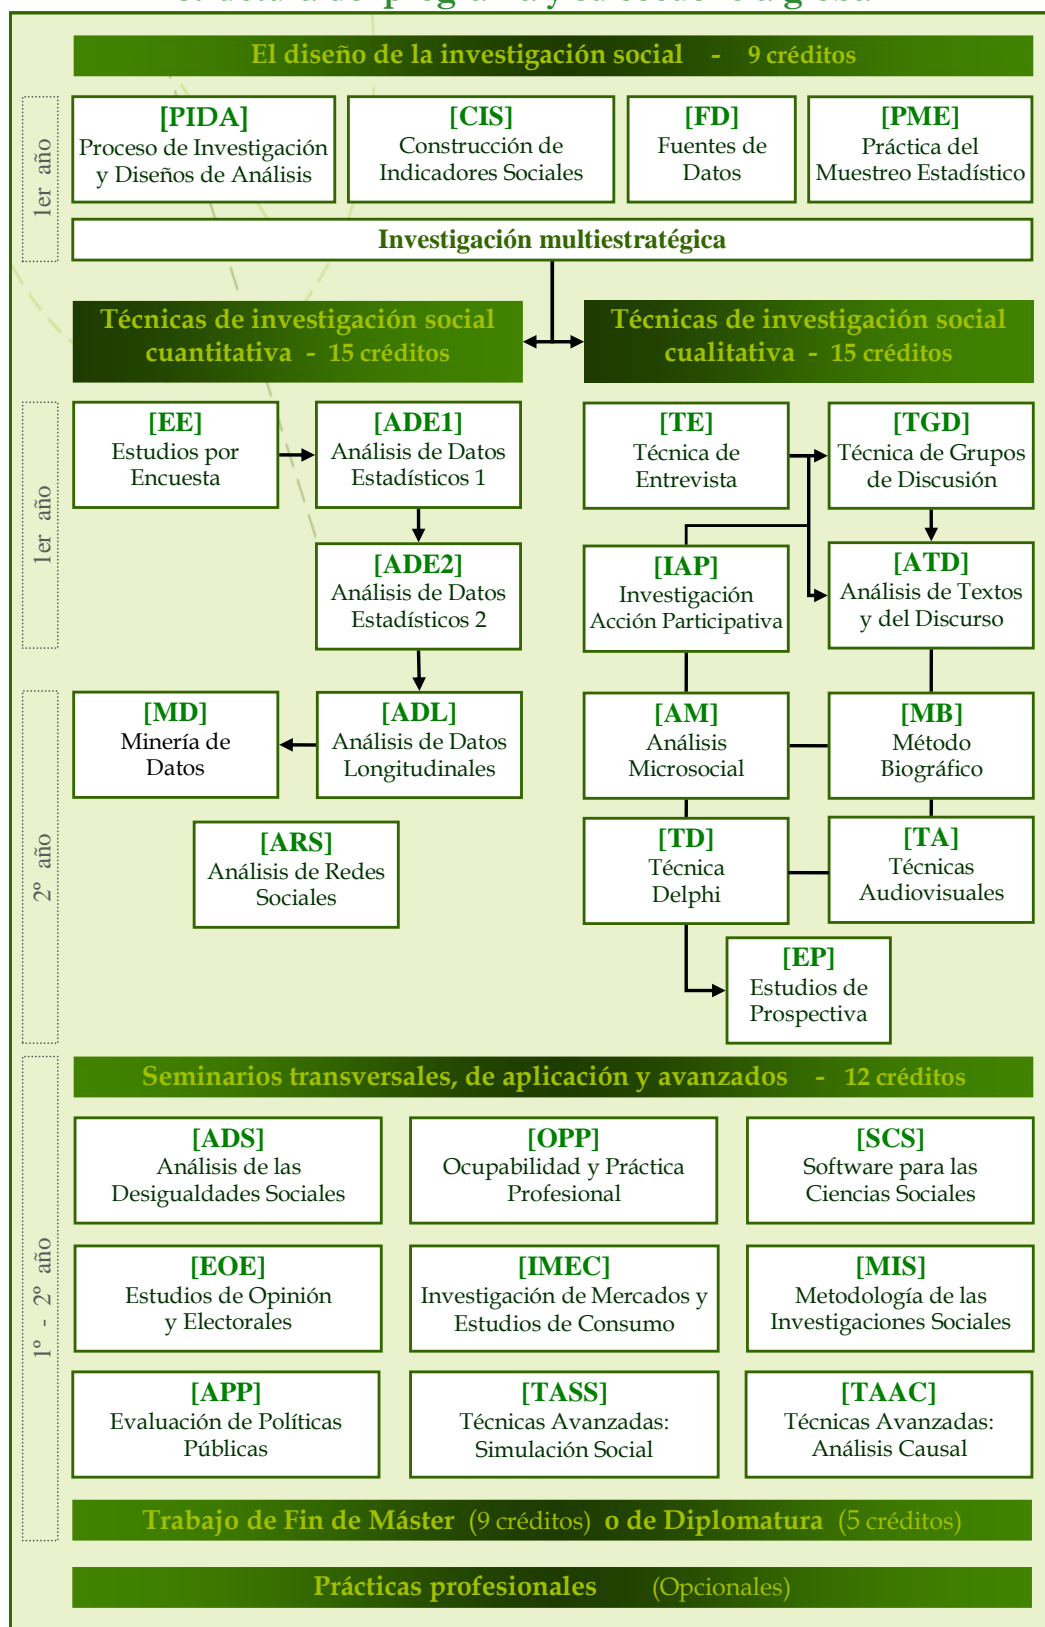 El diseño de la investigación social - 9 créditos
1er año
[PIDA]
Proceso de Investigación
y Diseños de Análisis
[CIS]
Construcción de
Indicadores Sociales
[FD]
Fuentes de
Datos
[PME]
Práctica del
Muestreo Estadístico
Investigación multiestratégica
Técnicas de investigación social
cuantitativa - 15 créditos
Técnicas de investigación social
cualitativa - 15 créditos
1er año
[EE]
Estudios por
Encuesta
[ADE1]
Análisis de Datos
Estadísticos 1
[TE]
Técnica de
Entrevista
[TGD]
Técnica de Grupos
de Discusión
[ADE2]
Análisis de Datos
Estadísticos 2
[IAP]
Investigación
Acción Participativa
[ATD]
Análisis de Textos
y del Discurso
2º año
[MD]
Minería de
Datos
[ADL]
Análisis de Datos
Longitudinales
[AM]
Análisis
Microsocial
[MB]
Método
Biográfico
[ARS]
Análisis de Redes
Sociales
[TD]
Técnica
Delphi
[TA]
Técnicas
Audiovisuales
[EP]
Estudios de
Prospectiva
1º - 2º año
Seminarios transversales, de aplicación y avanzados - 12 créditos
[ADS]
Análisis de las
Desigualdades Sociales
[OPP]
Ocupabilidad y Práctica
Profesional
[SCS]
Software para las
Ciencias Sociales
[EOE]
Estudios de Opinión
y Electorales
[IMEC]
Investigación de Mercados y
Estudios de Consumo
[MIS]
Metodología de las
Investigaciones Sociales
[APP]
Evaluación de Políticas
Públicas
[TASS]
Técnicas Avanzadas:
Simulación Social
[TAAC]
Técnicas Avanzadas:
Análisis Causal
Trabajo de Fin de Máster (9 créditos) o de Diplomatura (5 créditos)
Prácticas profesionales (Opcionales)